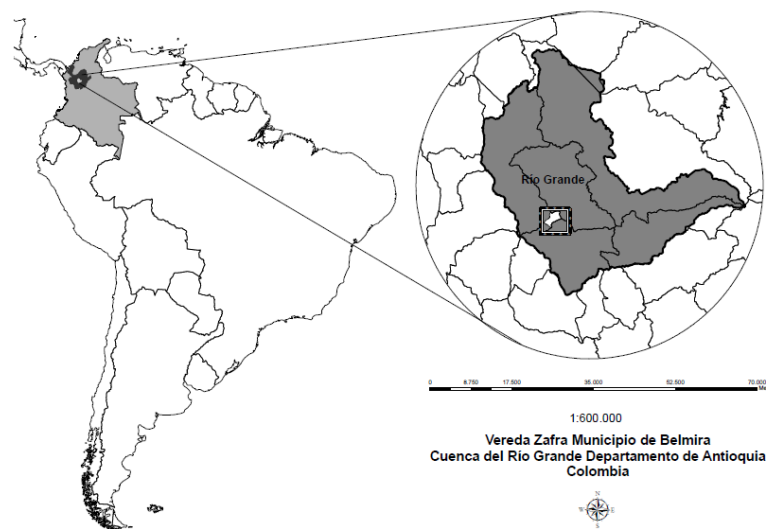 Río Grande
0 8.750 17.500 35.000 52.500 70.000
1:600.000
Vereda Zafra Municipio de Belmira
Cuenca del Río Grande Departamento de Antioquia
Colombia
N
W E
S